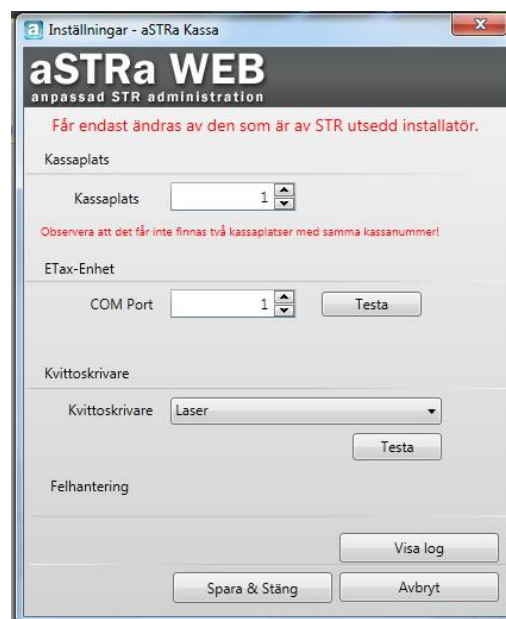 a Inställningar - aSTRa Kassa
aSTRa WEB
anpassad STR administration
Får endast ändras av den som är av STR utsedd installatör.
Kassaplats
Kassaplats 1
Observera att det får inte finnas två kassaplatser med samma kassanummer!
ETax-Enhet
COM Port 1 Testa
Kvittoskrivare
Kvittoskrivare Laser
Testa
Felhantering
Visa log
Spara & Stäng Avbryt